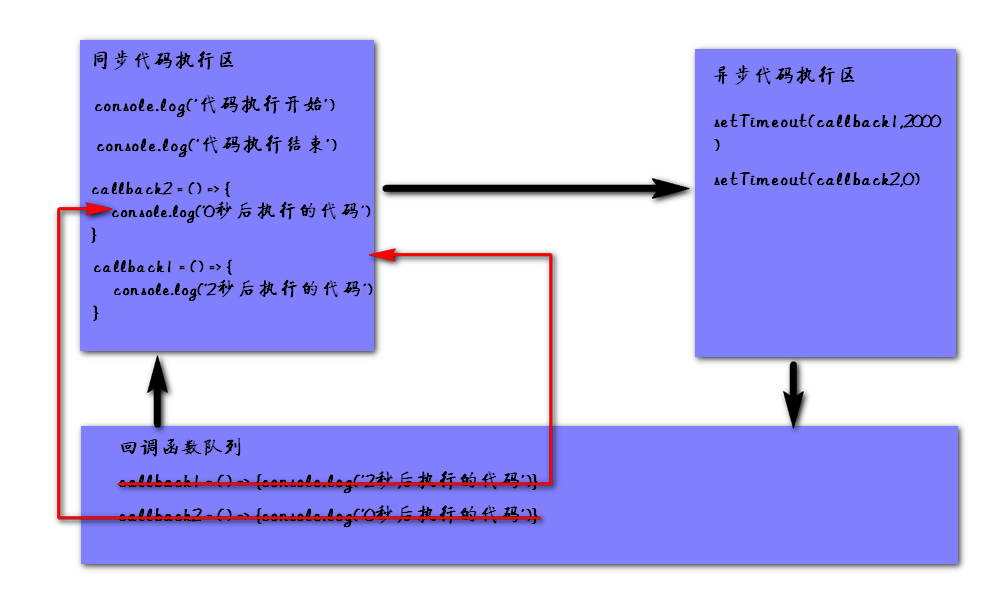 同步代码执行区
console.log('代码执行开始')
console.log('代码执行结束')
callback2 = () => {
console.log('0秒后执行的代码')
}
callback1 = () => {
console.log('2秒后执行的代码')
}
异步代码执行区
setTimeout(callback1,2000
)
setTimeout(callback2,0)
回调函数队列
callback1 = () => {console.log('2秒后执行的代码')}
callback2 = () => {console.log('0秒后执行的代码')}